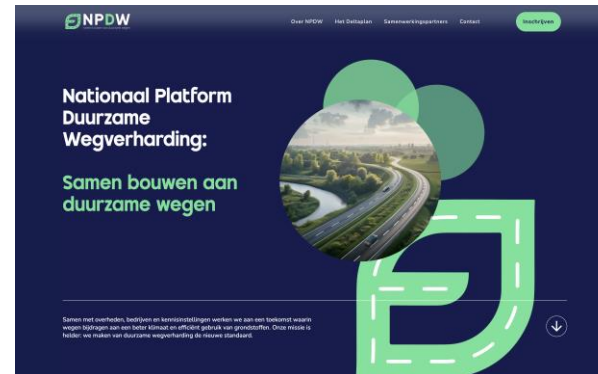 NPDW
Over NPDW
Het Deltaplan
Samenwerkingspartners
Contact
Inschrijven
Nationaal Platform
Duurzame
Wegverharding:
Samen bouwen aan
duurzame wegen
Samen met overheden, bedrijven en kennisinstellingen werken we aan een toekomst waarin
wegen bijdragen aan een beter klimaat en efficiënt gebruik van grondstoffen. Onze missie is
helder: we maken van duurzame wegverharding de nieuwe standaard.